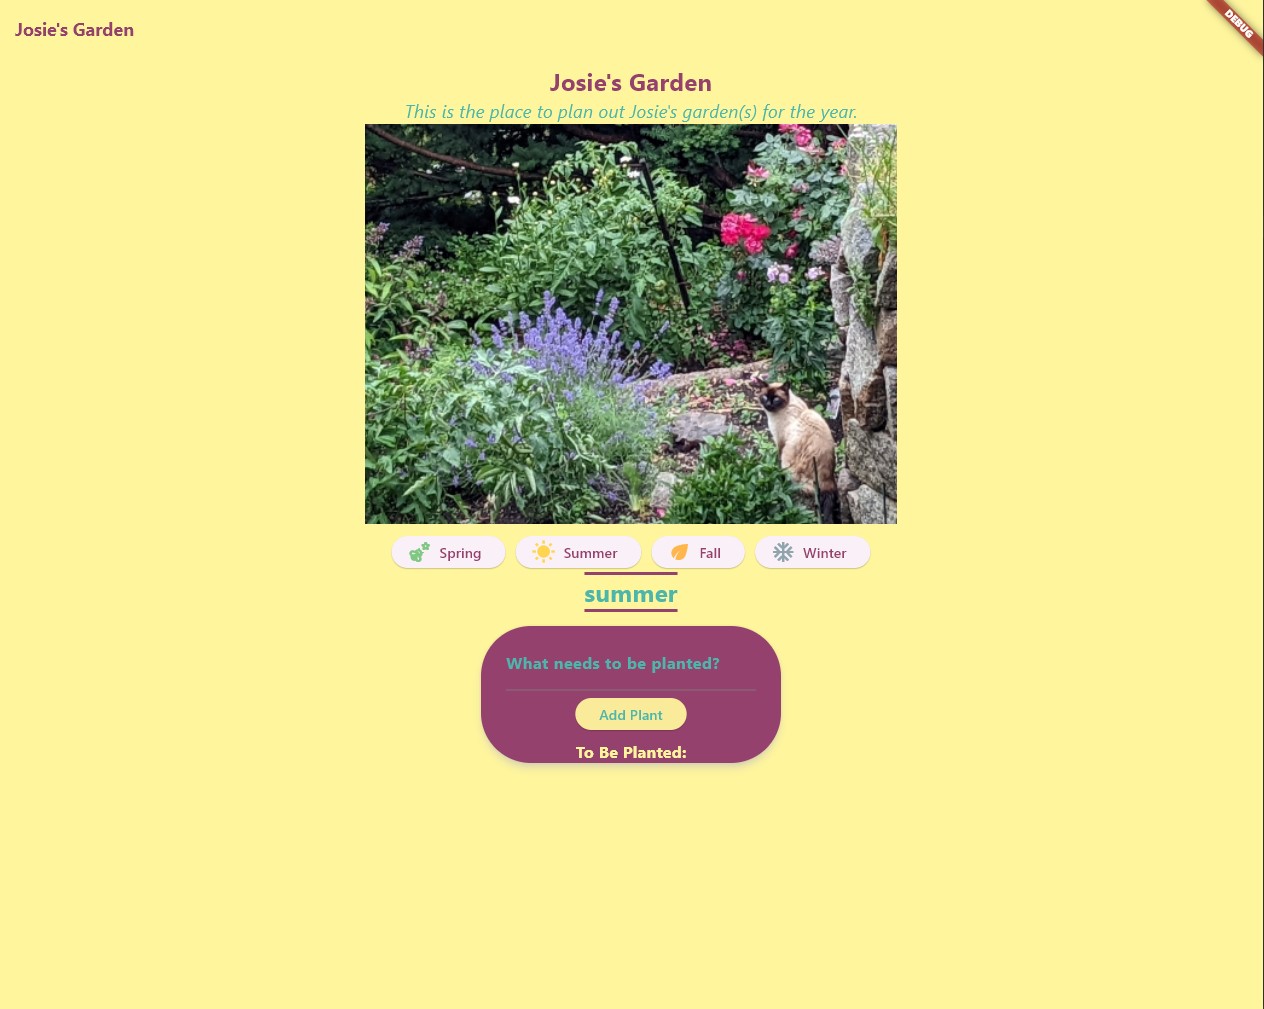 Josie's Garden
DEBUG
Josie's Garden
This is the place to plan out Josie's garden(s) for the year.
Spring Summer Fall Winter
summer
What needs to be planted?
Add Plant
To Be Planted: